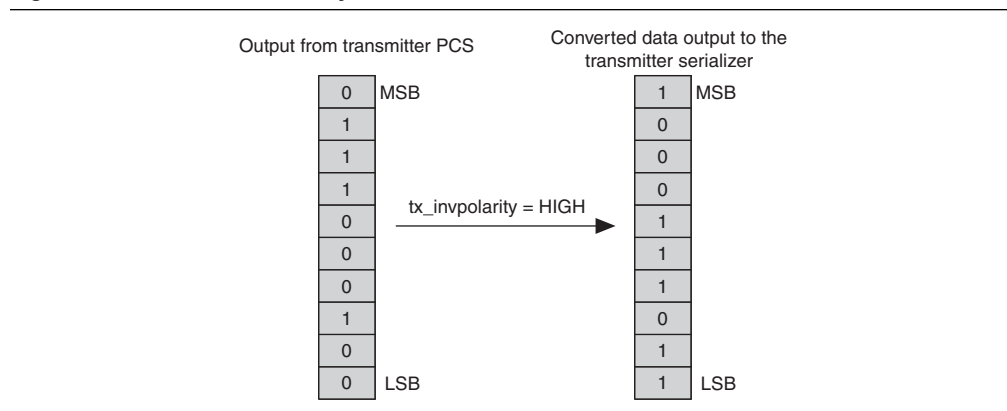 Output from transmitter PCS
Converted data output to the
transmitter serializer
0 MSB
1
1
1
0
0
0
1
0
0 LSB
tx_invpolarity = HIGH
1 MSB
0
0
0
1
1
1
0
1
1 LSB